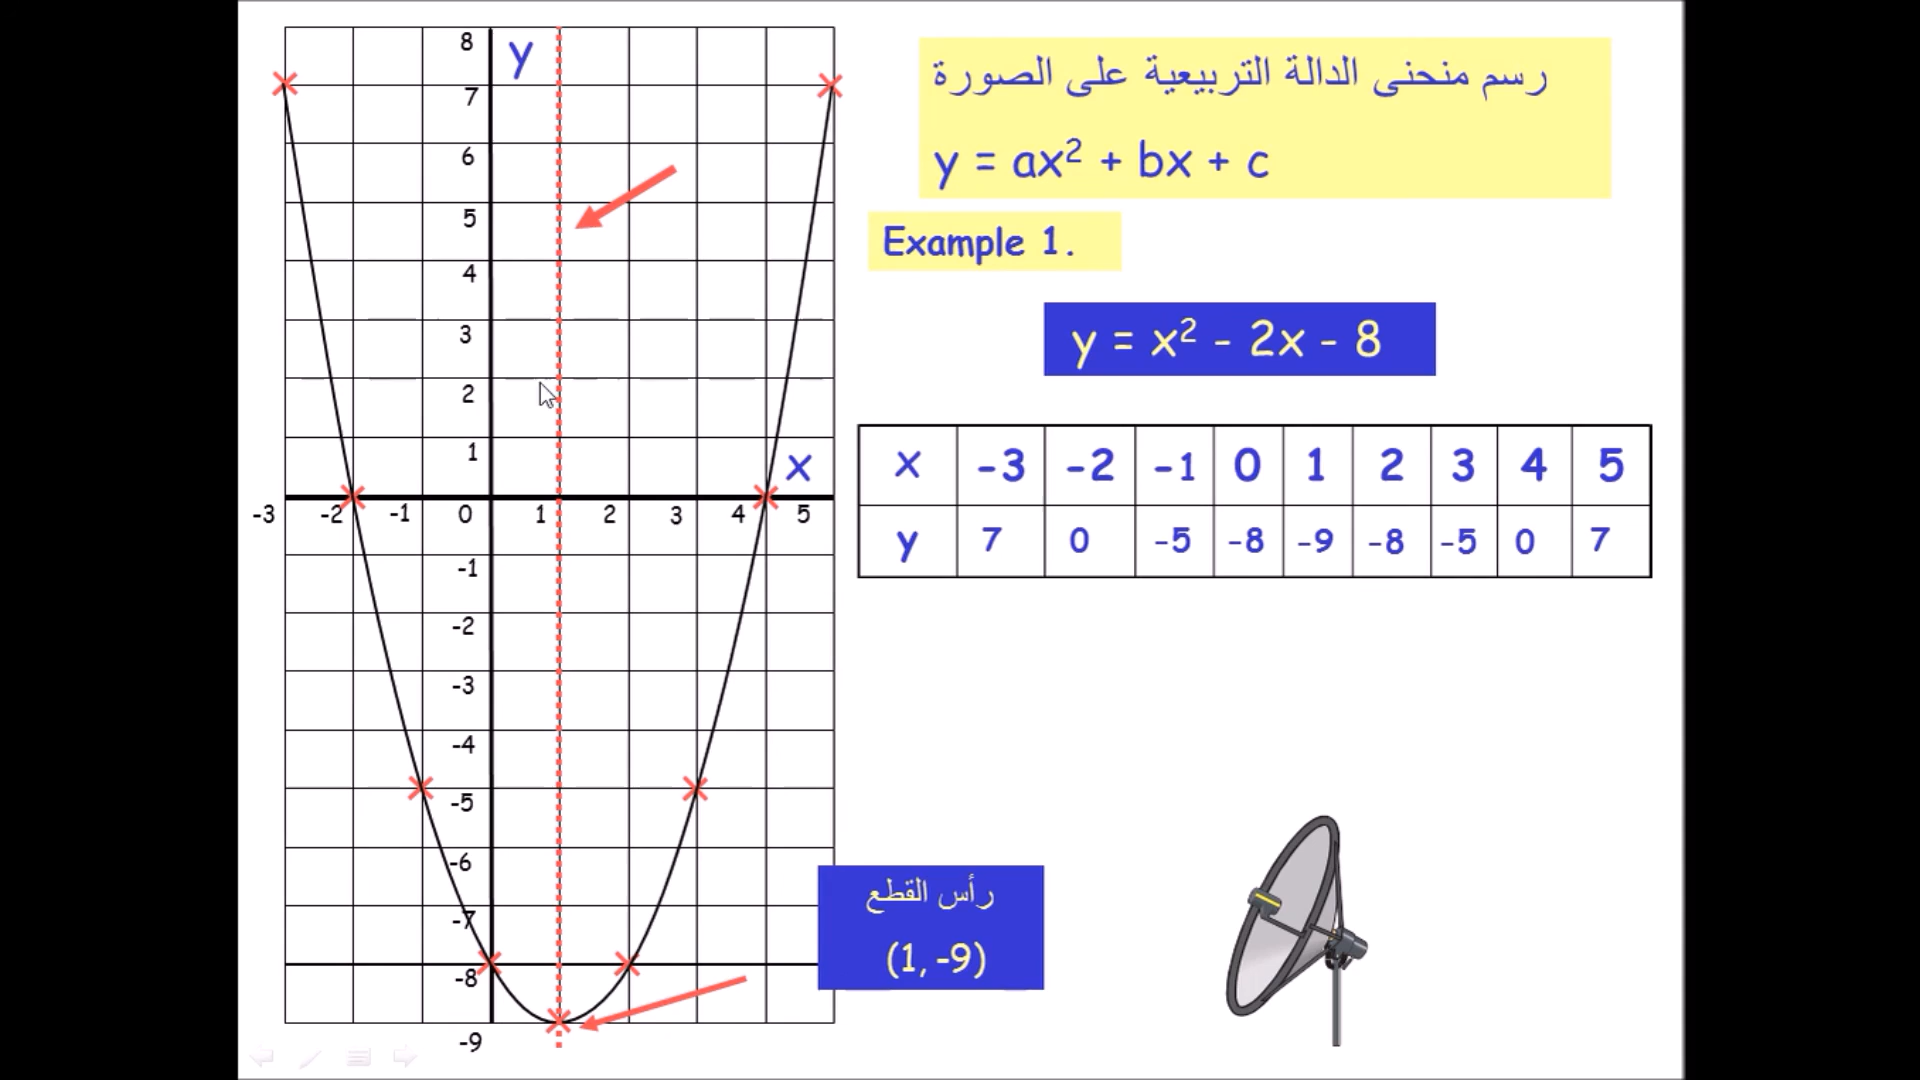 رسم منحنى الدالة التربيعية على الصورة
y = ax² + bx + c
Example 1.
y = x² - 2x - 8
x -3 -2 -1 0 1 2 3 4 5
y 7 0 -5 -8 -9 -8 -5 0 7
رأس القطع
(1, -9)
y
8
7
6
5
4
3
2
1
x
-3 -2 -1 0 1 2 3 4 5
-1
-2
-3
-4
-5
-6
-7
-8
-9